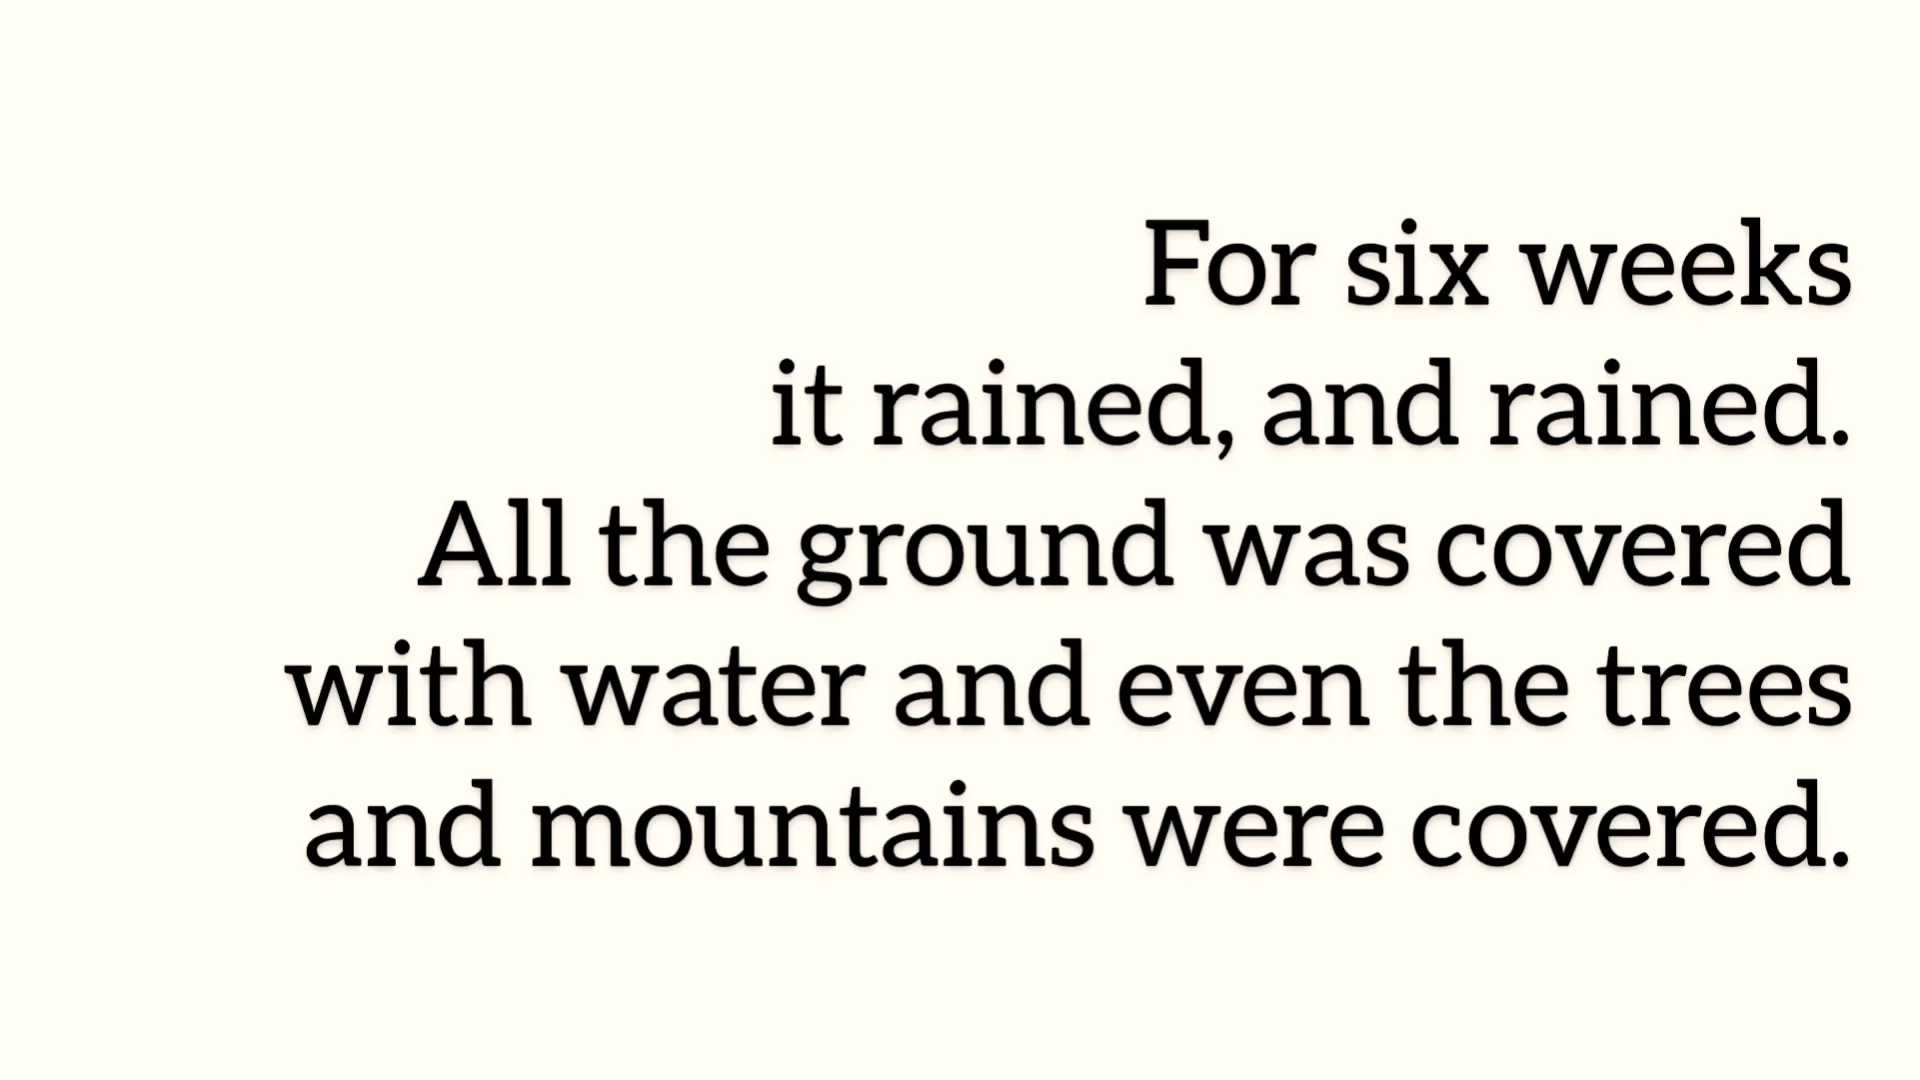 For six weeks
it rained, and rained.
All the ground was covered
with water and even the trees
and mountains were covered.